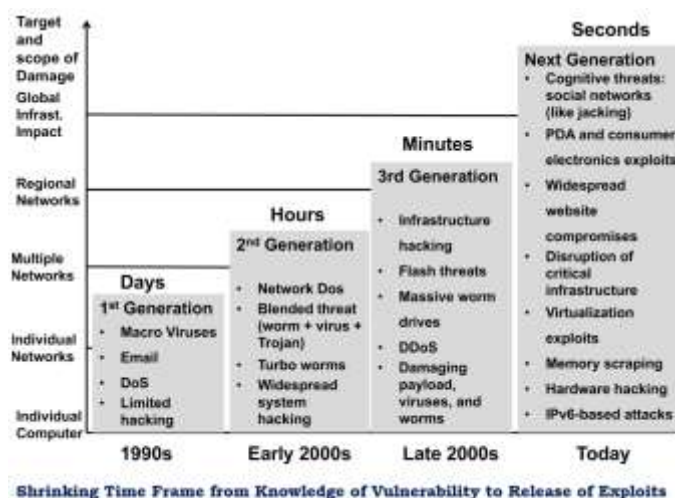 Target
and
scope of
Damage
Global
Infrast.
Impact
Regional
Networks
Multiple
Networks
Individual
Networks
Individual
Computer
Days
1st Generation
• Macro Viruses
• Email
• DoS
• Limited
hacking
1990s
Hours
2nd Generation
• Network Dos
• Blended threat
(worm + virus +
Trojan)
• Turbo worms
• Widespread
system
hacking
Early 2000s
Minutes
3rd Generation
• Infrastructure
hacking
• Flash threats
• Massive worm
drives
• DDoS
• Damaging
payload,
viruses, and
worms
Late 2000s
Seconds
Next Generation
• Cognitive threats:
social networks
(like jacking)
• PDA and consumer
electronics exploits
• Widespread
website
compromises
• Disruption of
critical
infrastructure
• Virtualization
exploits
• Memory scraping
• Hardware hacking
• IPv6-based attacks
Today
Shrinking Time Frame from Knowledge of Vulnerability to Release of Exploits